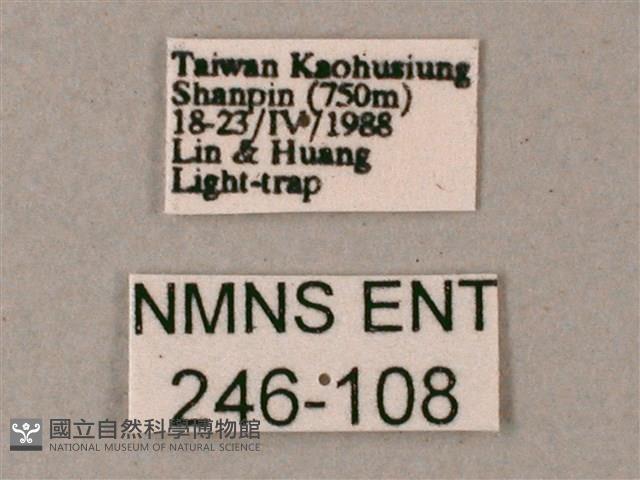 Taiwan Kaohusiung
Shanpin (750m)
18-23/IV/1988
Lin & Huang
Light-trap
NMNS ENT
246-108
國立自然科學博物館
NATIONAL MUSEUM OF NATURAL SCIENCE